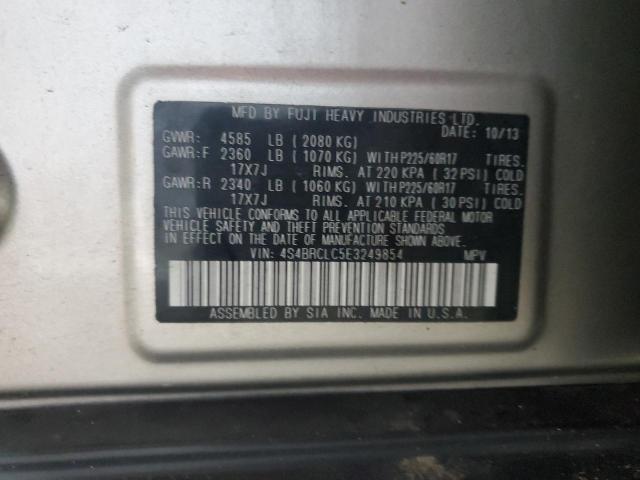 MFD BY FUJI HEAVY INDUSTRIES LTD.
DATE: 10/13
GVWR: 4585 LB ( 2080 KG)
GAWR:F 2360 LB ( 1070 KG) WITH P225/60R17 TIRES.
17X7J RIMS. AT 220 KPA ( 32 PSI) COLD
GAWR:R 2340 LB ( 1060 KG) WITH P225/60R17 TIRES.
17X7J RIMS. AT 210 KPA ( 30 PSI) COLD
THIS VEHICLE CONFORMS TO ALL APPLICABLE FEDERAL MOTOR
VEHICLE SAFETY AND THEFT PREVENTION STANDARDS
IN EFFECT ON THE DATE OF MANUFACTURE SHOWN ABOVE.
VIN: 4S4BRCLC5E3249854 MPV
ASSEMBLED BY SIA INC. MADE IN U.S.A.